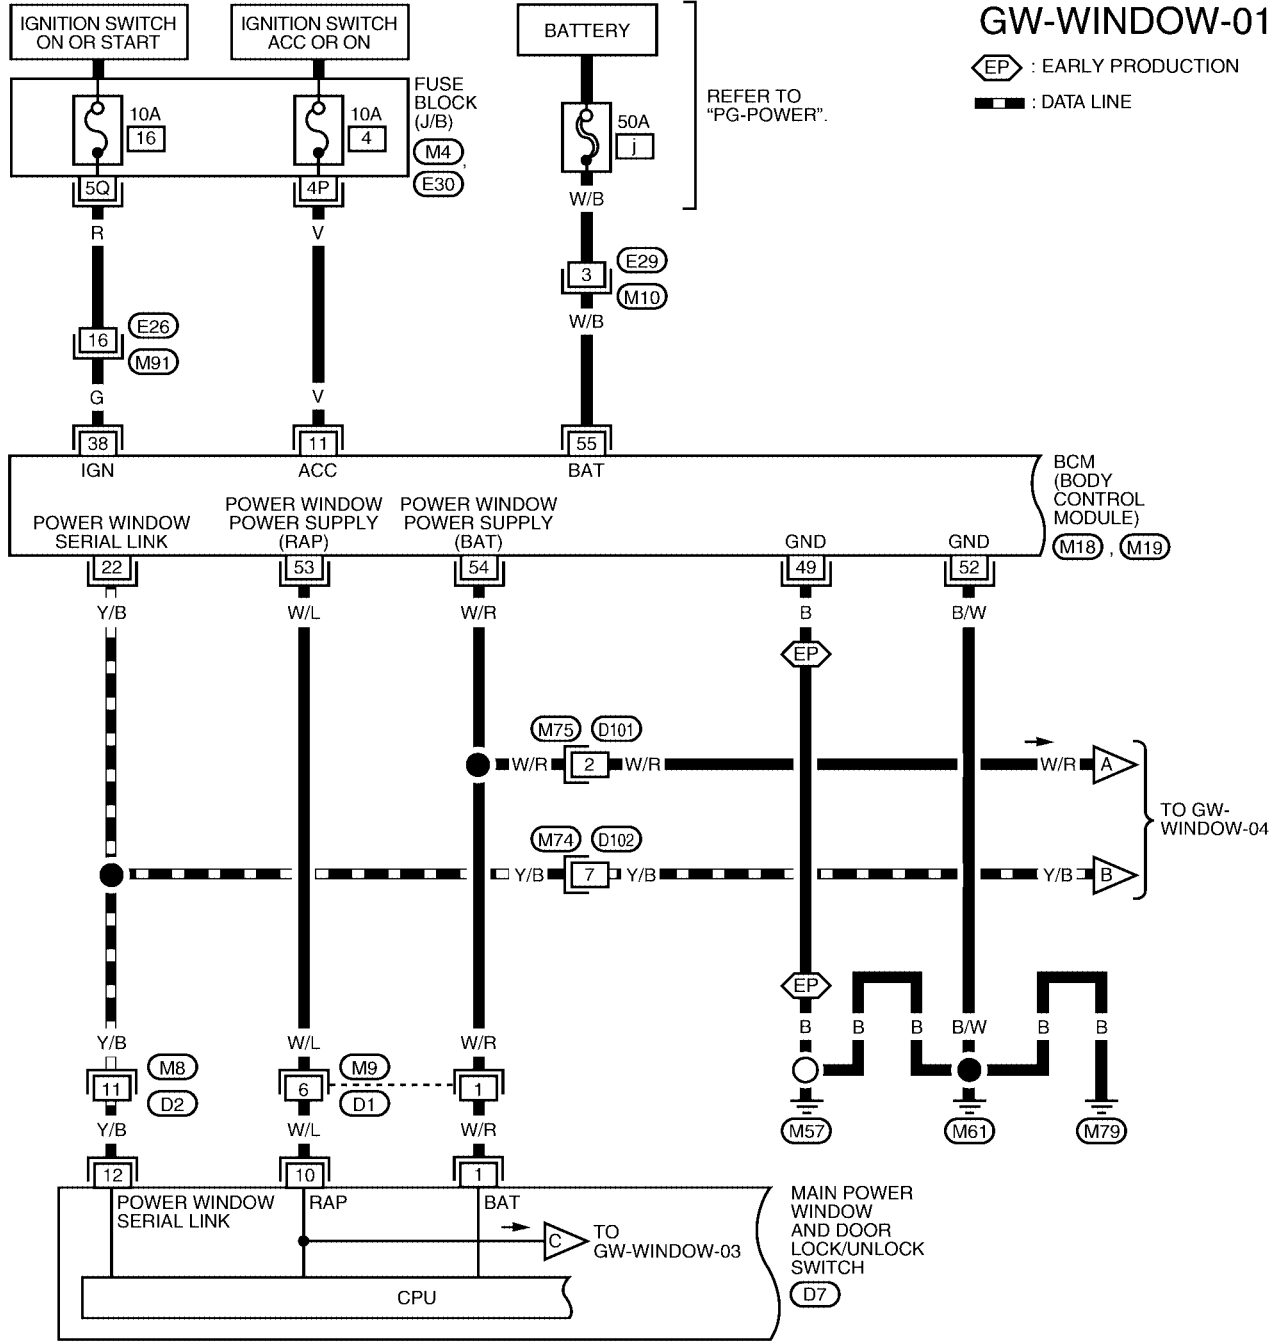 GW-WINDOW-01
EP : EARLY PRODUCTION
: DATA LINE
IGNITION SWITCH
ON OR START
IGNITION SWITCH
ACC OR ON
BATTERY
10A
16
10A
4
50A
j
FUSE
BLOCK
(J/B)
M4 ,
E30
REFER TO
“PG-POWER”.
5Q
4P
W/B
R
V
3
E29
M10
W/B
16
E26
M91
G
V
38
11
55
IGN
ACC
BAT
BCM
(BODY
CONTROL
MODULE)
M18 , M19
POWER WINDOW
SERIAL LINK
POWER WINDOW
POWER SUPPLY
(RAP)
POWER WINDOW
POWER SUPPLY
(BAT)
GND
GND
22
53
54
49
52
Y/B
W/L
W/R
B
B/W
EP
M75 D101
W/R 2 W/R
W/R A
M74 D102
Y/B 7 Y/B
Y/B B
TO GW-
WINDOW-04
EP
B
B
B
B/W
B
B
M57
M61
M79
Y/B
W/L
W/R
11
M8
D2
6
M9
D1
1
Y/B
W/L
W/R
12
10
1
POWER WINDOW
SERIAL LINK
RAP
BAT
C
TO
GW-WINDOW-03
CPU
MAIN POWER
WINDOW
AND DOOR
LOCK/UNLOCK
SWITCH
D7